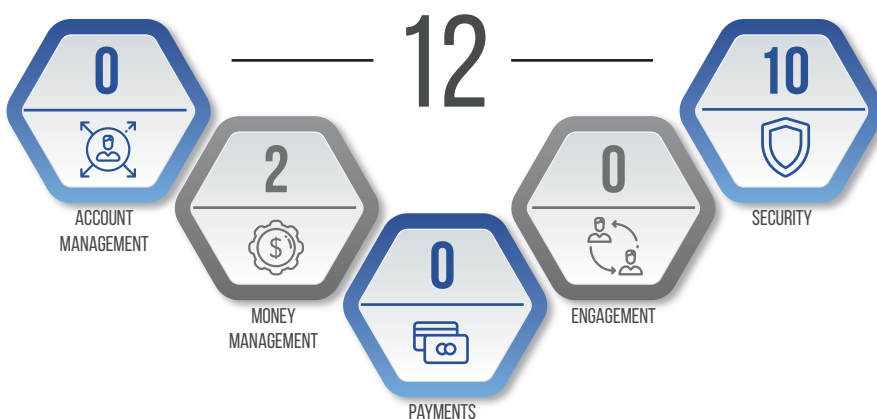 12
0
ACCOUNT
MANAGEMENT
2
$
MONEY
MANAGEMENT
0
PAYMENTS
0
ENGAGEMENT
10
SECURITY